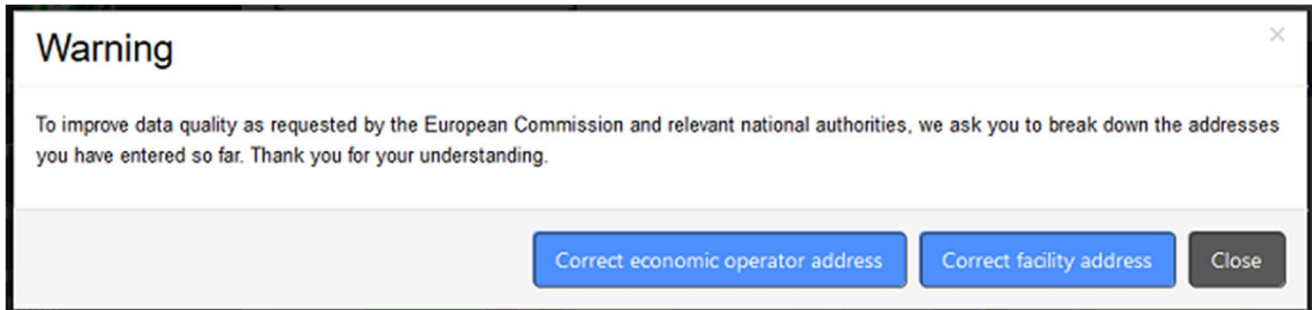 Warning
×
To improve data quality as requested by the European Commission and relevant national authorities, we ask you to break down the addresses
you have entered so far. Thank you for your understanding.
Correct economic operator address
Correct facility address
Close